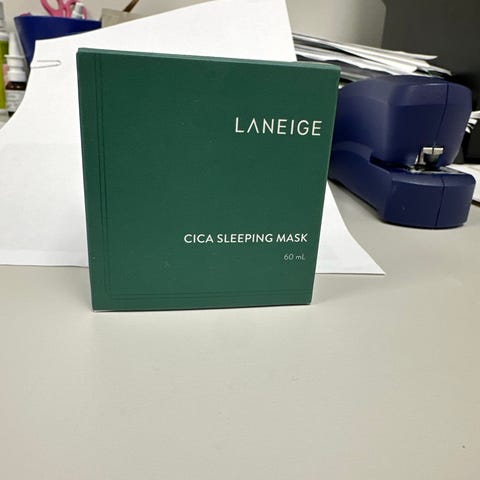 LANEIGE
CICA SLEEPING MASK
60 mL